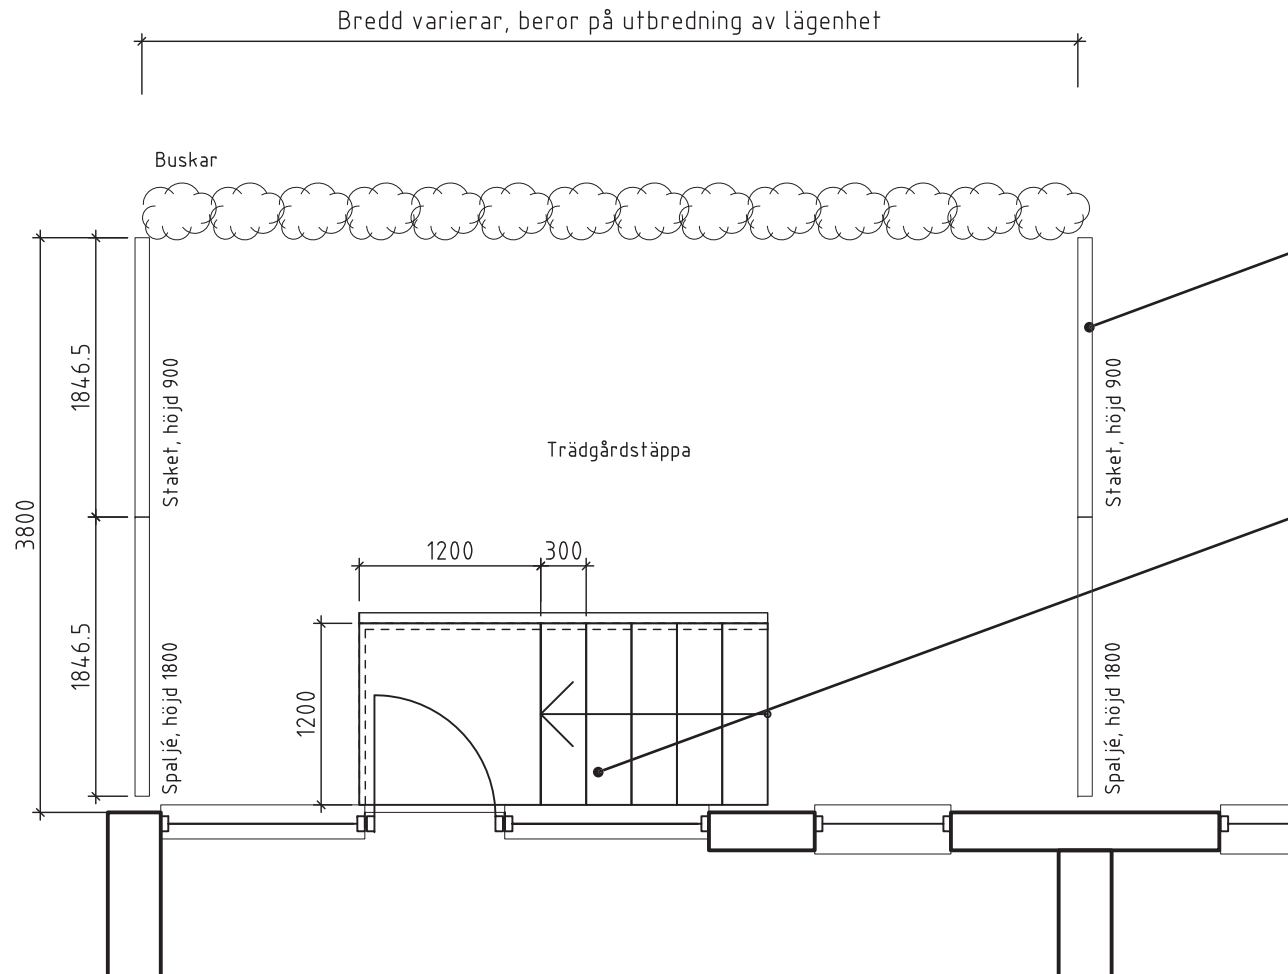 Bredd varierar, beror på utbredning av lägenhet
Buskar
1846.5
Staket, höjd 900
Staket, höjd 900
Trädgårdstäppa
3800
1200
300
1846.5
Spaljé, höjd 1800
1200
Spaljé, höjd 1800